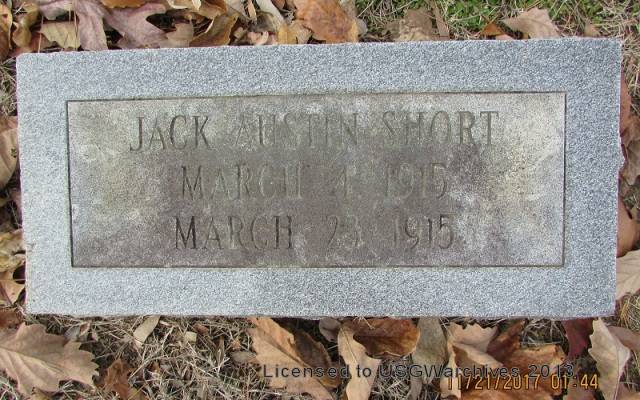 JACK AUSTIN SHORT
MARCH 4 1915
MARCH 23 1915
Licensed to USGWarchives 2013
11/21/2017 01:44